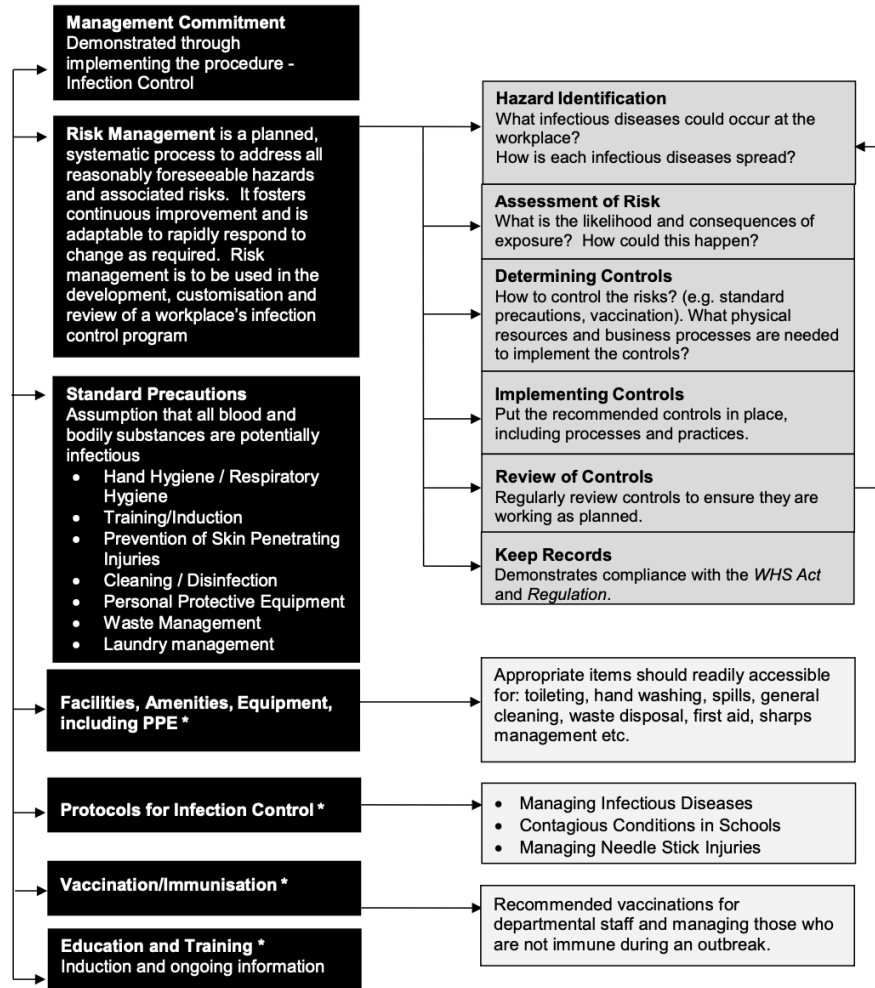 Management Commitment
Demonstrated through
implementing the procedure -
Infection Control
Risk Management is a planned,
systematic process to address all
reasonably foreseeable hazards
and associated risks.  It fosters
continuous improvement and is
adaptable to rapidly respond to
change as required.  Risk
management is to be used in the
development, customisation and
review of a workplace's infection
control program
Hazard Identification
What infectious diseases could occur at the
workplace?
How is each infectious diseases spread?
Assessment of Risk
What is the likelihood and consequences of
exposure?  How could this happen?
Determining Controls
How to control the risks? (e.g. standard
precautions, vaccination). What physical
resources and business processes are needed
to implement the controls?
Implementing Controls
Put the recommended controls in place,
including processes and practices.
Review of Controls
Regularly review controls to ensure they are
working as planned.
Keep Records
Demonstrates compliance with the WHS Act
and Regulation.
Standard Precautions
Assumption that all blood and
bodily substances are potentially
infectious
• Hand Hygiene / Respiratory
Hygiene
• Training/Induction
• Prevention of Skin Penetrating
Injuries
• Cleaning / Disinfection
• Personal Protective Equipment
• Waste Management
• Laundry management
Facilities, Amenities, Equipment,
including PPE *
Appropriate items should readily accessible
for: toileting, hand washing, spills, general
cleaning, waste disposal, first aid, sharps
management etc.
Protocols for Infection Control *
• Managing Infectious Diseases
• Contagious Conditions in Schools
• Managing Needle Stick Injuries
Vaccination/Immunisation *
Recommended vaccinations for
departmental staff and managing those who
are not immune during an outbreak.
Education and Training *
Induction and ongoing information